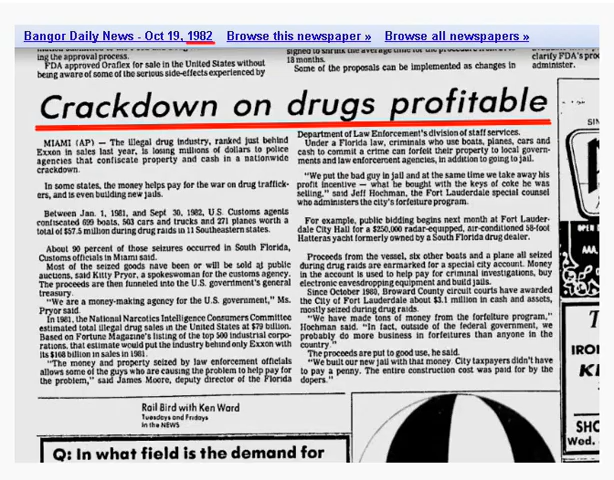 Bangor Daily News - Oct 19, 1982 Browse this newspaper » Browse all newspapers »
ing the approval process.
FDA approved Oraflex for sale in the United States without
being aware of some of the serious side-effects experienced by
18 months.
Some of the proposals can be implemented as changes in
clarify FDA's
administer.
Crackdown on drugs profitable
MIAMI (AP) — The illegal drug industry, ranked just behind
Exxon in sales last year, is losing millions of dollars to police
agencies that confiscate property and cash in a nationwide
crackdown.
In some states, the money helps pay for the war on drug traffick-
ers, and is even building new jails.
Between Jan. 1, 1981, and Sept. 30, 1982, U.S. Customs agents
confiscated 699 boats, 503 cars and trucks and 271 planes worth a
total of $57.5 million during drug raids in 11 Southeastern states.
About 90 percent of those seizures occurred in South Florida,
Customs officials in Miami said.
Most of the seized goods have been or will be sold at public
auctions, said Kitty Pryor, a spokeswoman for the customs agency.
The proceeds are then funneled into the U.S. government's general
treasury.
"We are a money-making agency for the U.S. government," Ms.
Pryor said.
In 1981, the National Narcotics Intelligence Consumers Committee
estimated total illegal drug sales in the United States at $79 billion.
Based on Fortune Magazine's listing of the top 500 industrial corpo-
rations, that estimate would put the industry behind only Exxon with
its $168 billion in sales in 1981.
"The money and property seized by law enforcement officials
allows some of the guys who are causing the problem to help pay for
the problem," said James Moore, deputy director of the Florida
Department of Law Enforcement's division of staff services.
Under a Florida law, criminals who use boats, planes, cars and
cash to commit a crime can forfeit their property to local govern-
ments and law enforcement agencies, in addition to going to jail.
"We put the bad guy in jail and at the same time we take away his
profit incentive — what be bought with the keys of coke he was
selling," said Jeff Hochman, the Fort Lauderdale special counsel
who administers the city's forfeiture program.
For example, public bidding begins next month at Fort Lauder-
dale City Hall for a $250,000 radar-equipped, air-conditioned 58-foot
Hatteras yacht formerly owned by a South Florida drug dealer.
Proceeds from the vessel, six other boats and a plane all seized
during drug raids are earmarked for a special city account. Money
in the account is used to help pay for criminal investigations, buy
electronic eavesdropping equipment and build jails.
Since October 1980, Broward County circuit courts have awarded
the City of Fort Lauderdale about $3.1 million in cash and assets,
mostly seized during drug raids.
"We have made tons of money from the forfeiture program,"
Hochman said. "In fact, outside of the federal government, we
probably do more business in forfeitures than anyone in the
country."
The proceeds are put to good use, he said.
"We built our new jail with that money. City taxpayers didn't have
to pay a penny. The entire construction cost was paid for by the
dopers."
Rail Bird with Ken Ward
Tuesdays and Fridays
in the NEWS
Q: In what field is the demand for
OPEN
SHO
Wed.